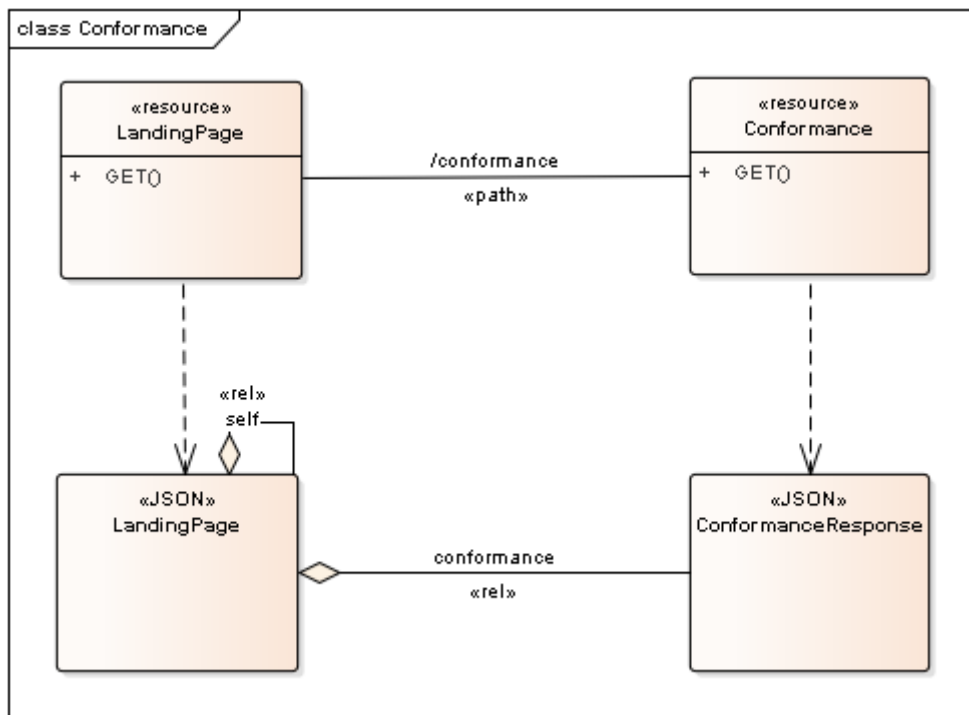 class Conformance
«resource»
LandingPage
+ GET()
/conformance
«path»
«resource»
Conformance
+ GET()
«rel»
self
«JSON»
LandingPage
conformance
«rel»
«JSON»
ConformanceResponse